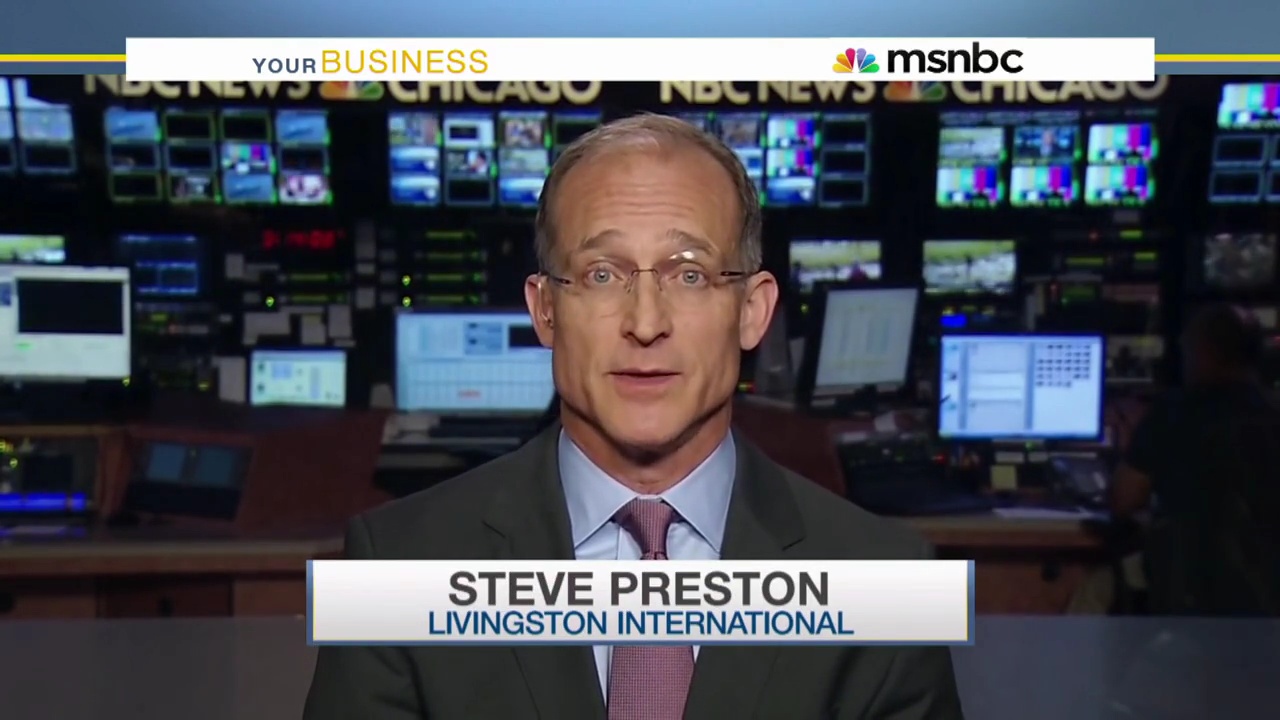 YOUR BUSINESS
msnbc
NBC NEWS CHICAGO NBC NEWS CHICAGO
STEVE PRESTON
LIVINGSTON INTERNATIONAL